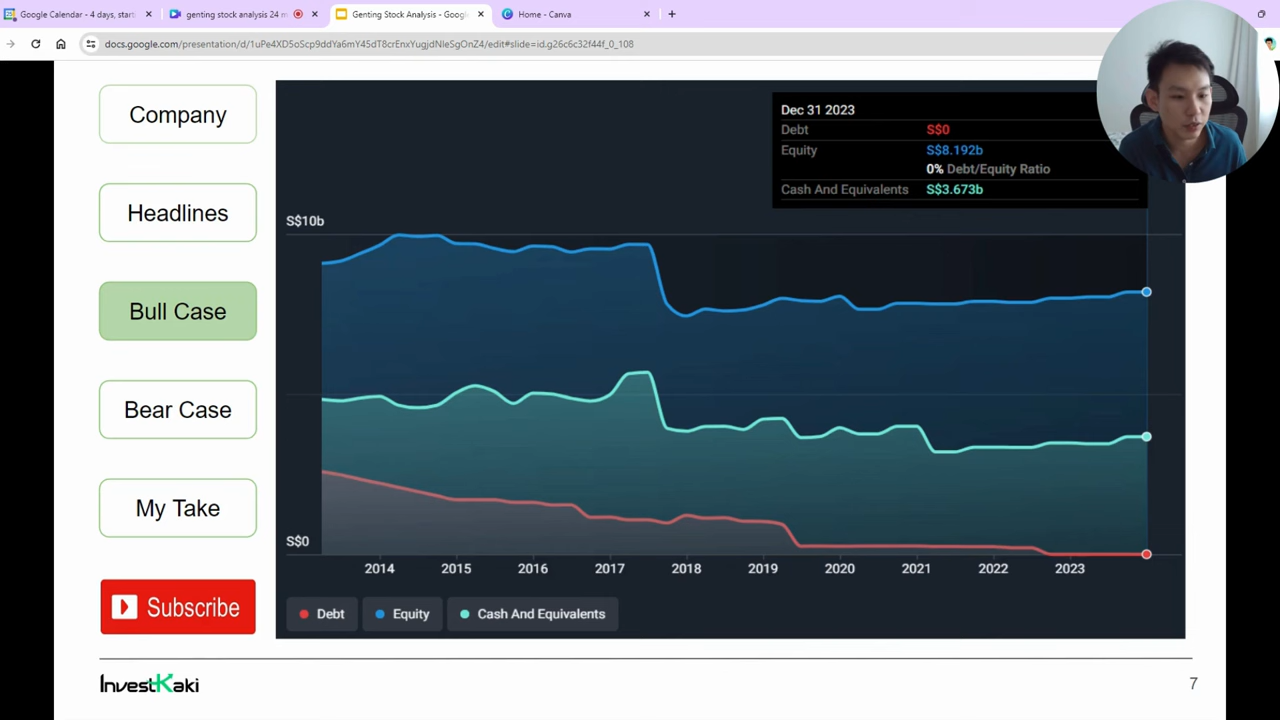 Google Calendar - 4 days, start
genting stock analysis 24 m
Genting Stock Analysis - Goog
Home - Canva
docs.google.com/presentation/d/1uPe4XD5oScp9ddYa6mY45dT8crEnxYugjdNleSgOnZ4/edit#slide=id.g26c6c32f44f_0_108
Company
Headlines
Bull Case
Bear Case
My Take
Subscribe
Dec 31 2023
Debt S$0
Equity S$8.192b
0% Debt/Equity Ratio
Cash And Equivalents S$3.673b
S$10b
S$0
2014 2015 2016 2017 2018 2019 2020 2021 2022 2023
Debt Equity Cash And Equivalents
InvestKaki
7